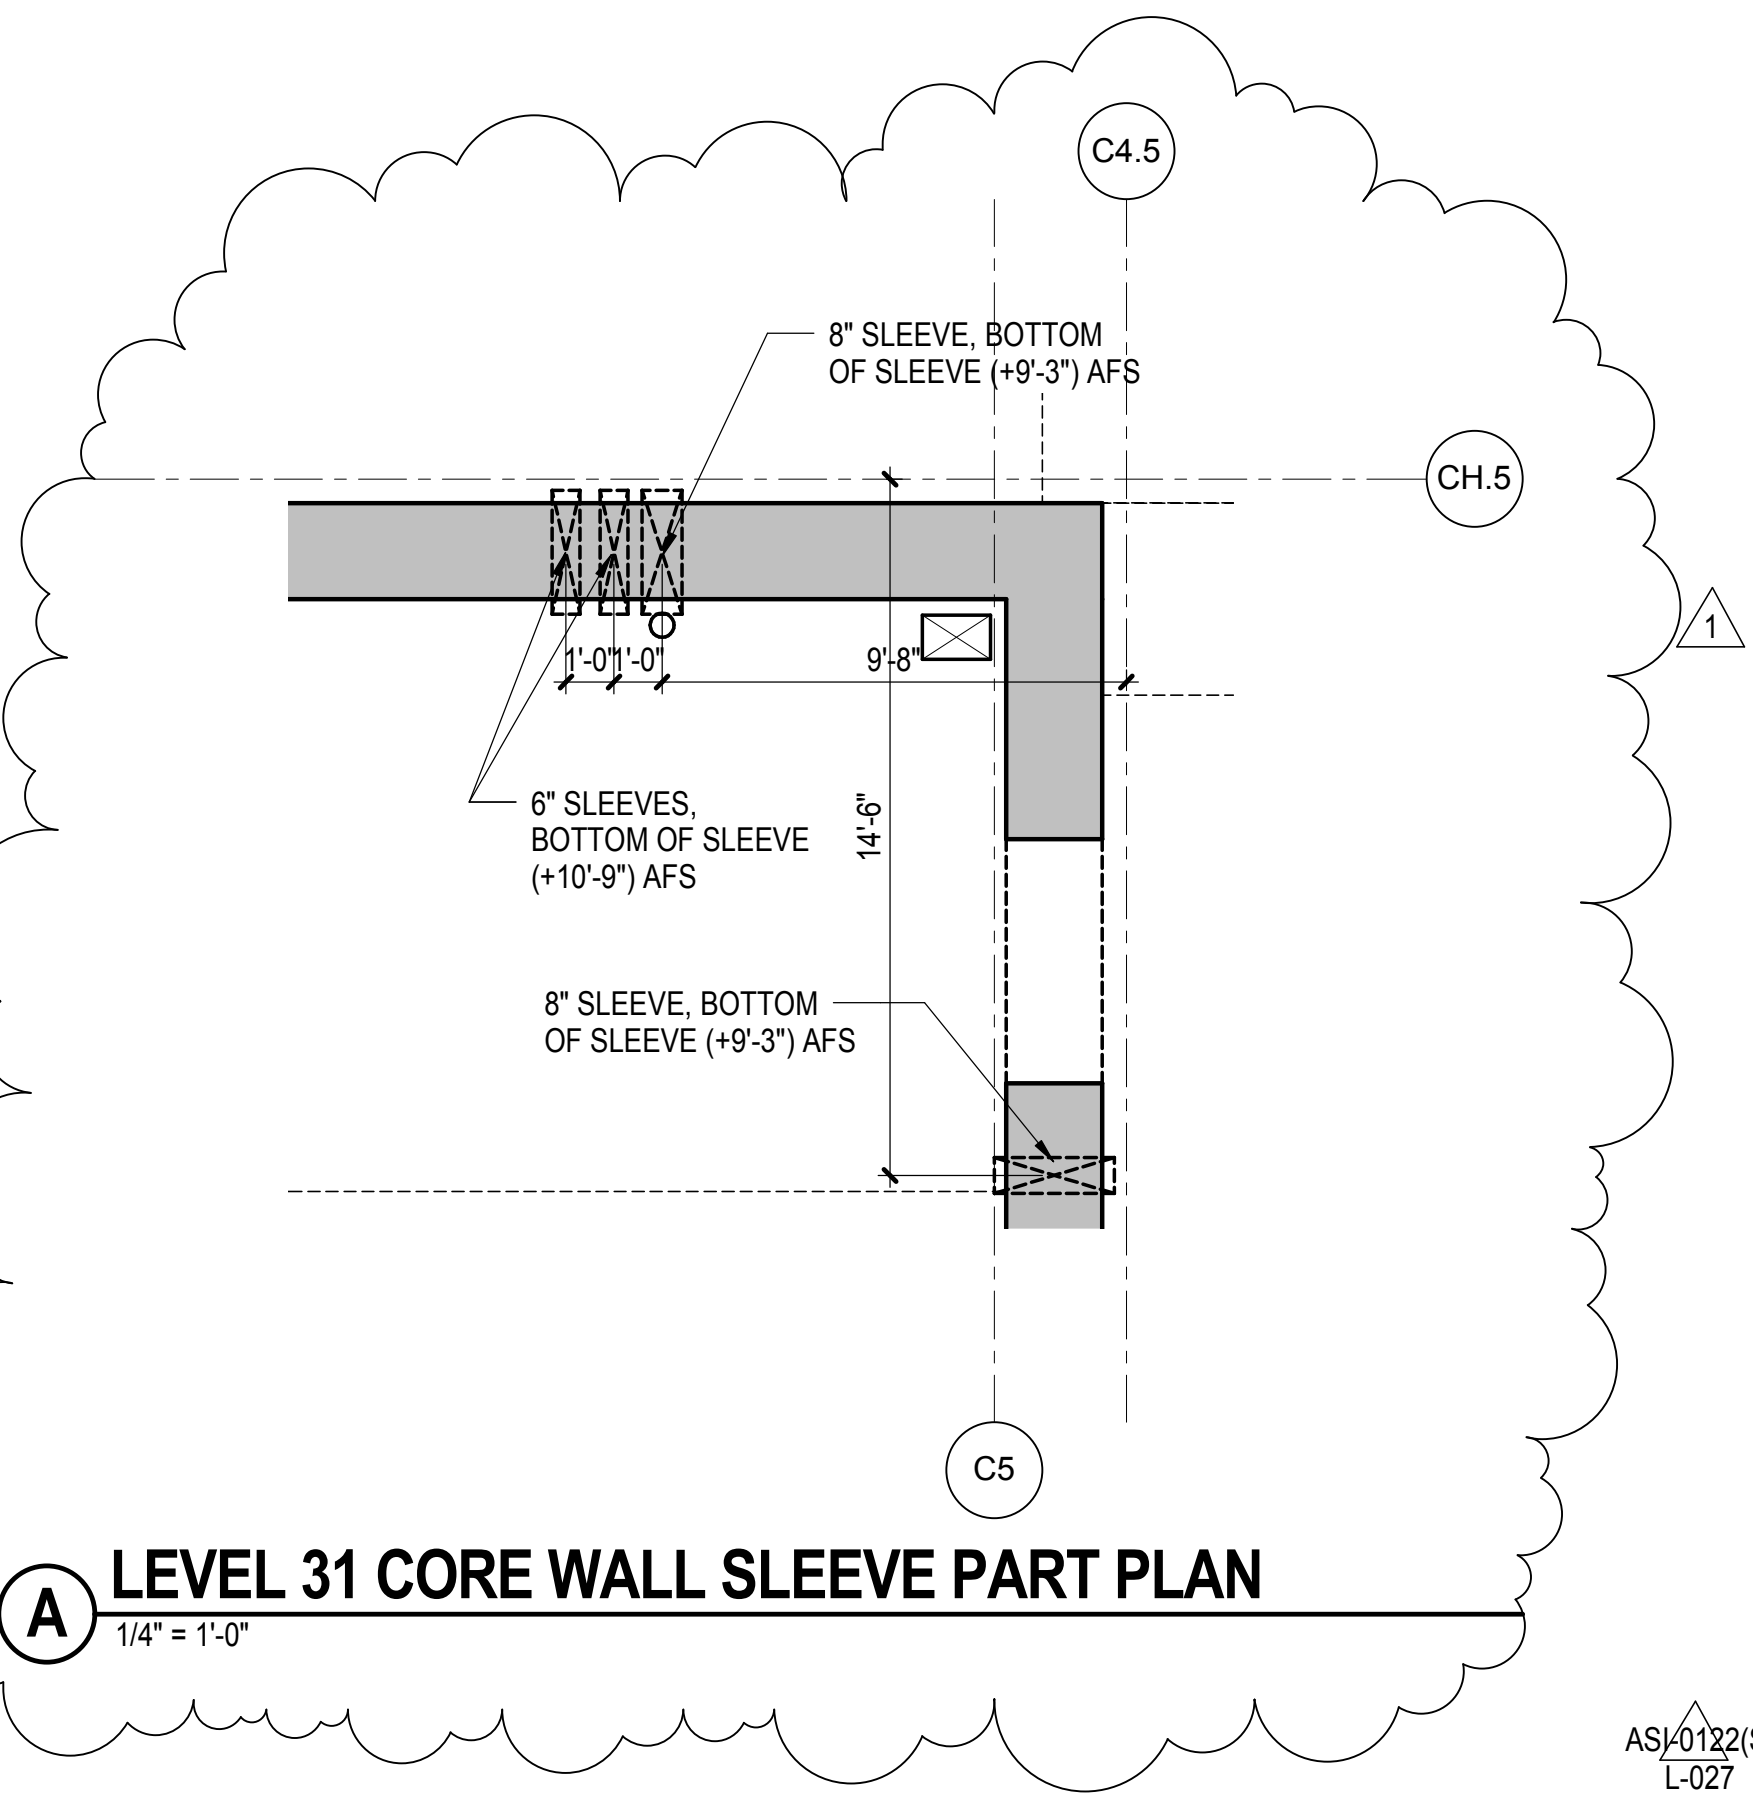 C4.5
8" SLEEVE, BOTTOM
OF SLEEVE (+9'-3") AFS
CH.5
1
1'-0" 1'-0" 9'-8"
6" SLEEVES,
BOTTOM OF SLEEVE
(+10'-9") AFS
14'-6"
8" SLEEVE, BOTTOM
OF SLEEVE (+9'-3") AFS
C5
A
LEVEL 31 CORE WALL SLEEVE PART PLAN
1/4" = 1'-0"
ASI-0122(S
L-027